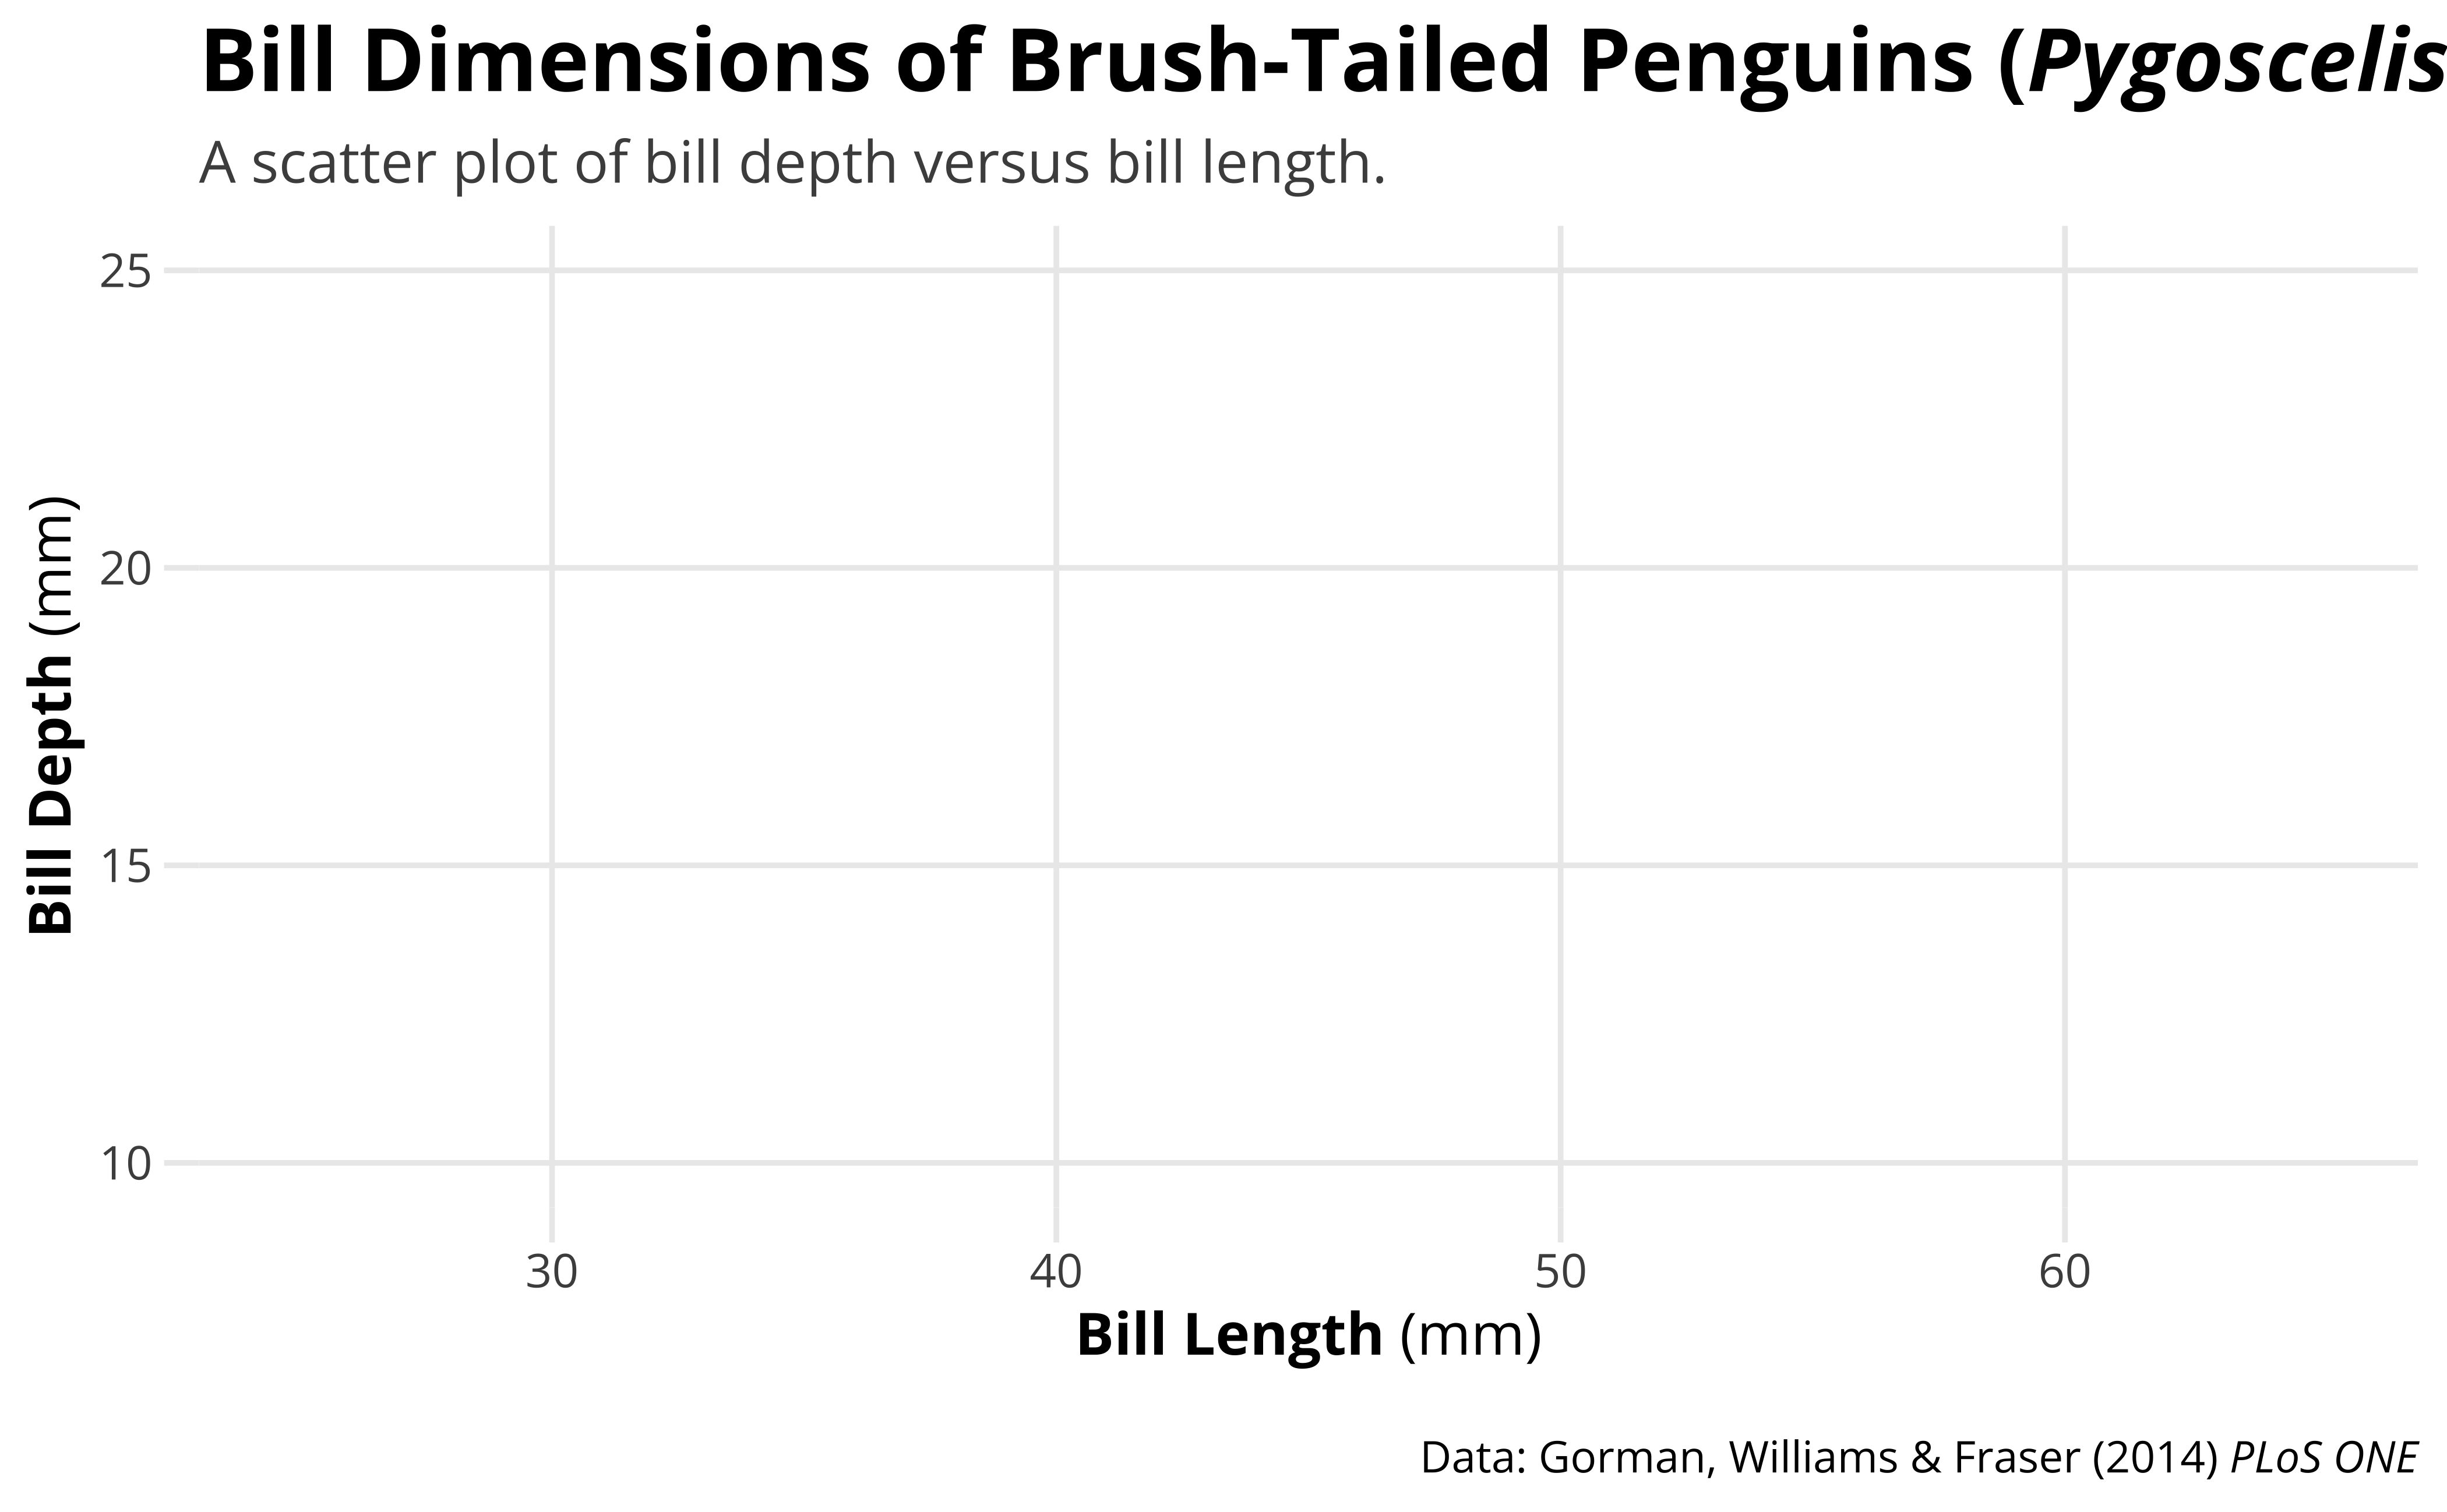 Bill Dimensions of Brush-Tailed Penguins (Pygoscelis
A scatter plot of bill depth versus bill length.
25
20
15
10
Bill Depth (mm)
30 40 50 60
Bill Length (mm)
Data: Gorman, Williams & Fraser (2014) PLoS ONE